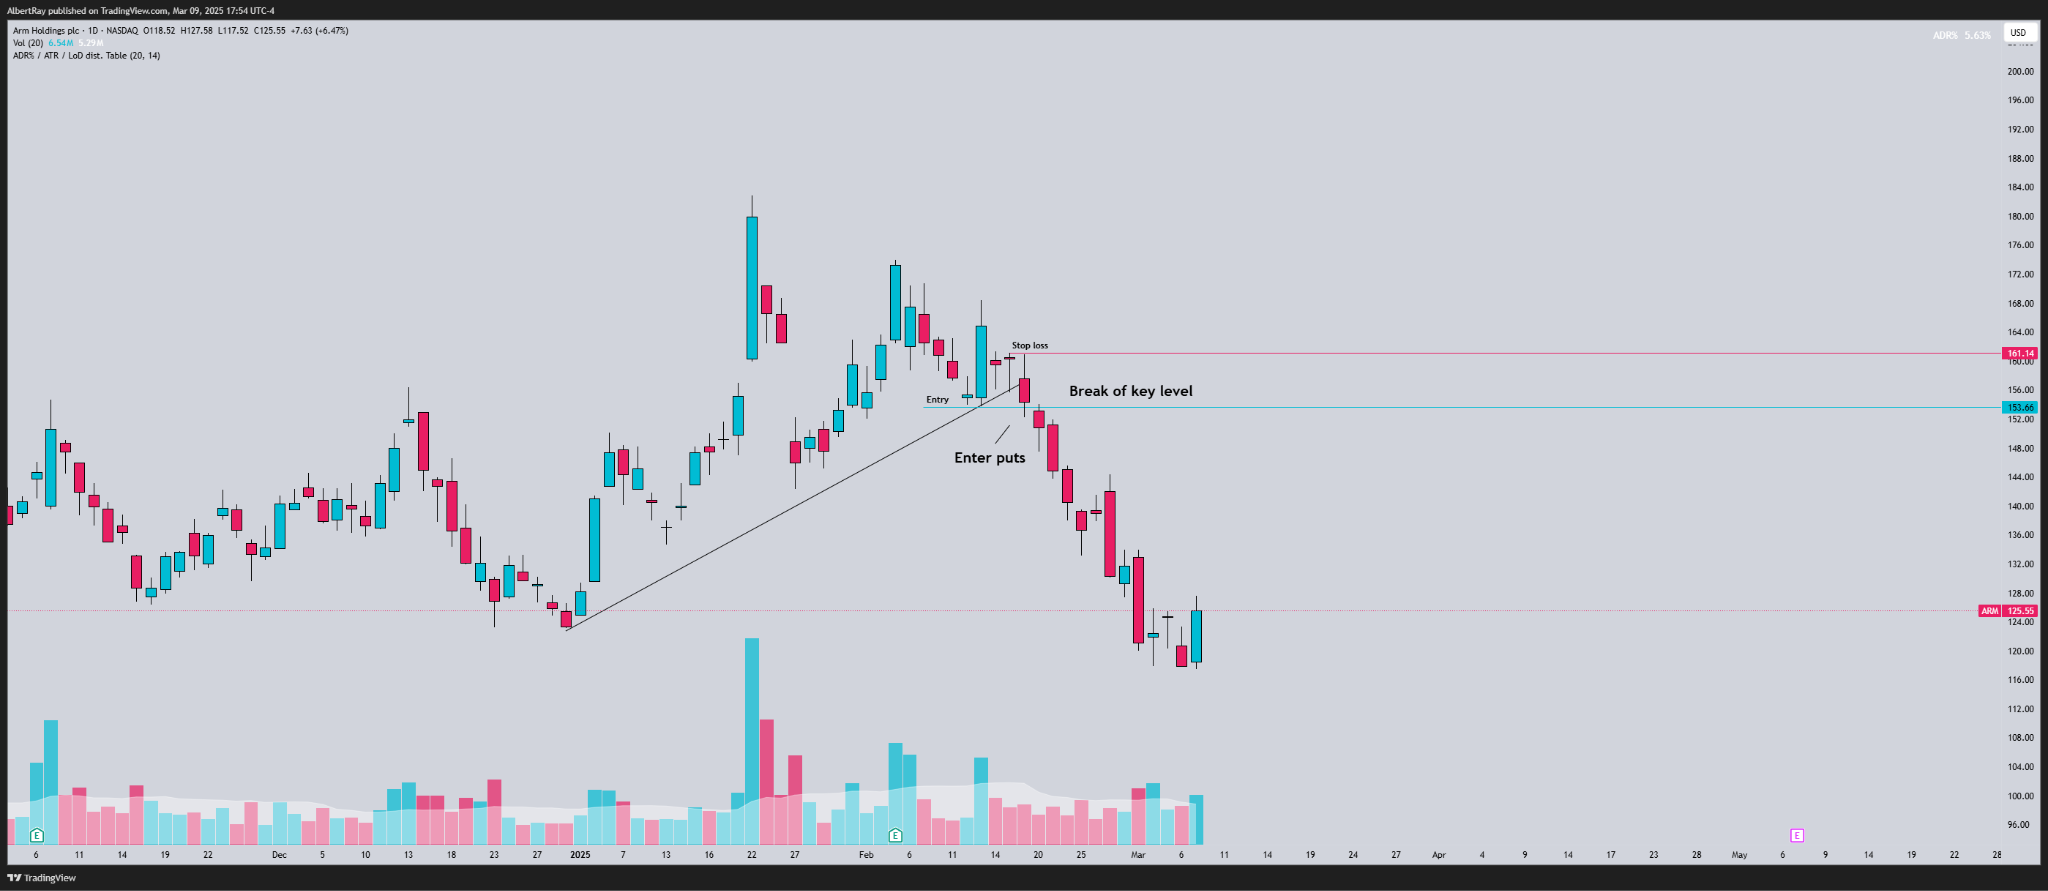 AlbertRay published on TradingView.com, Mar 09, 2025 17:54 UTC-4
Arm Holdings plc · 1D · NASDAQ O118.52 H127.58 L117.52 C125.55 +7.63 (+6.47%)
Vol (20) 6.54M 5.29M
ADR% / ATR / LoD dist. Table (20, 14)
ADR% 5.63%
USD
200.00
196.00
192.00
188.00
184.00
180.00
176.00
172.00
168.00
164.00
Stop loss
161.14
160.00
156.00
Break of key level
Entry
153.66
152.00
Enter puts
148.00
144.00
140.00
136.00
132.00
128.00
ARM 125.55
124.00
120.00
116.00
112.00
108.00
104.00
100.00
96.00
E E E
6 11 14 19 22 Dec 5 10 13 18 23 27 2025 7 13 16 22 27 Feb 6 11 14 20 25 Mar 6 11 14 19 24 27 Apr 4 9 14 17 23 28 May 6 9 14 19 22 28
TradingView